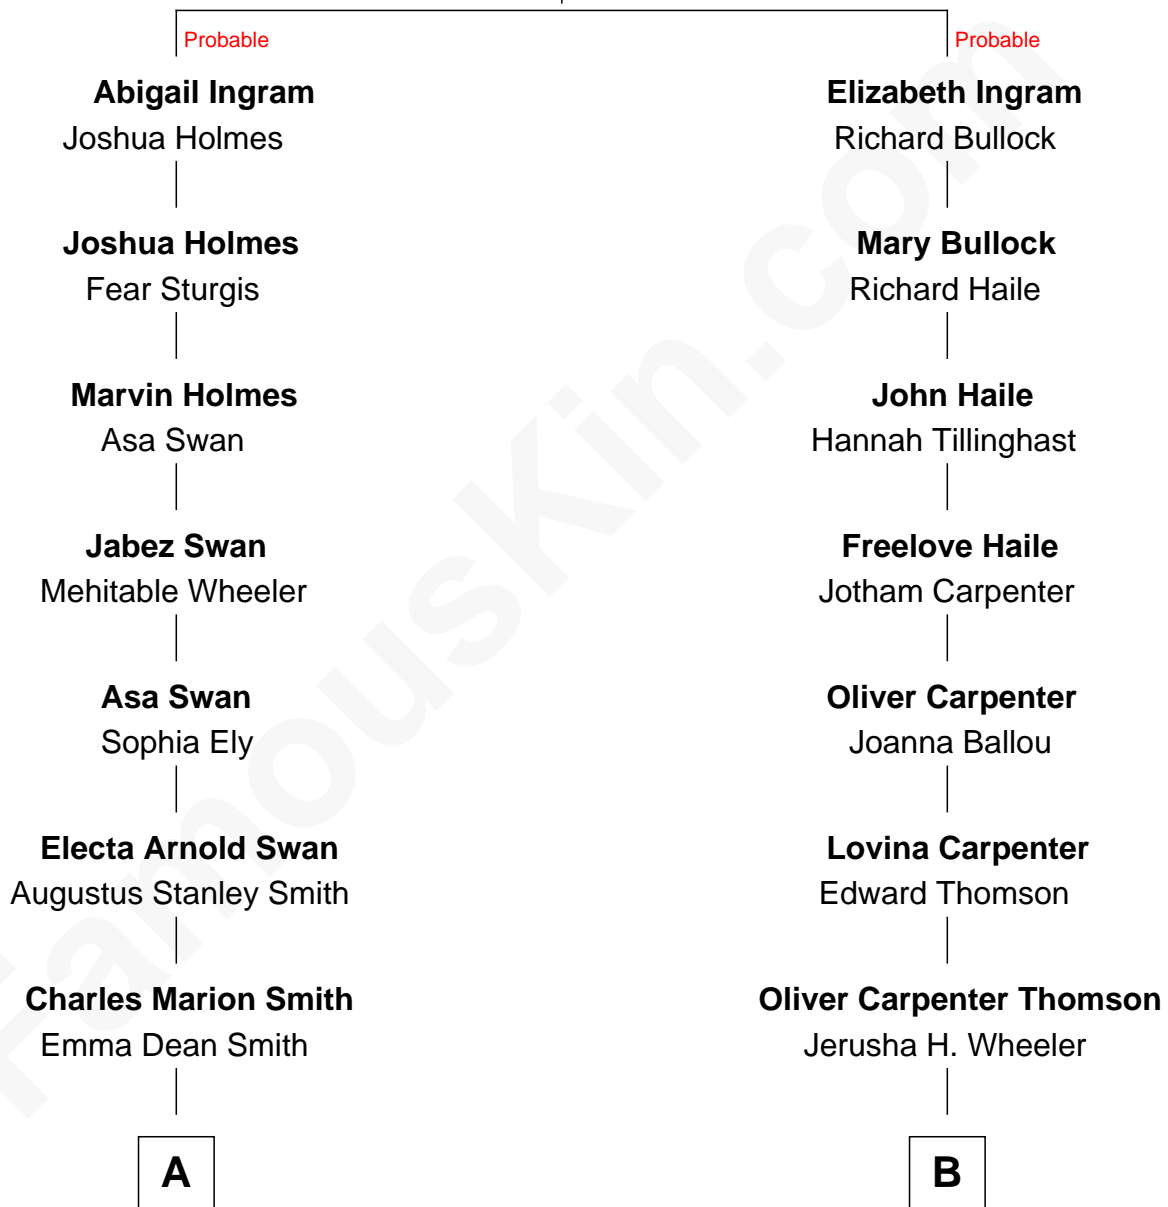 Probable
Abigail Ingram
Joshua Holmes
Joshua Holmes
Fear Sturgis
Marvin Holmes
Asa Swan
Jabez Swan
Mehitable Wheeler
Asa Swan
Sophia Ely
Electa Arnold Swan
Augustus Stanley Smith
Charles Marion Smith
Emma Dean Smith
A
Probable
Elizabeth Ingram
Richard Bullock
Mary Bullock
Richard Haile
John Haile
Hannah Tillinghast
Freelove Haile
Jotham Carpenter
Oliver Carpenter
Joanna Ballou
Lovina Carpenter
Edward Thomson
Oliver Carpenter Thomson
Jerusha H. Wheeler
B
FamousKin.com